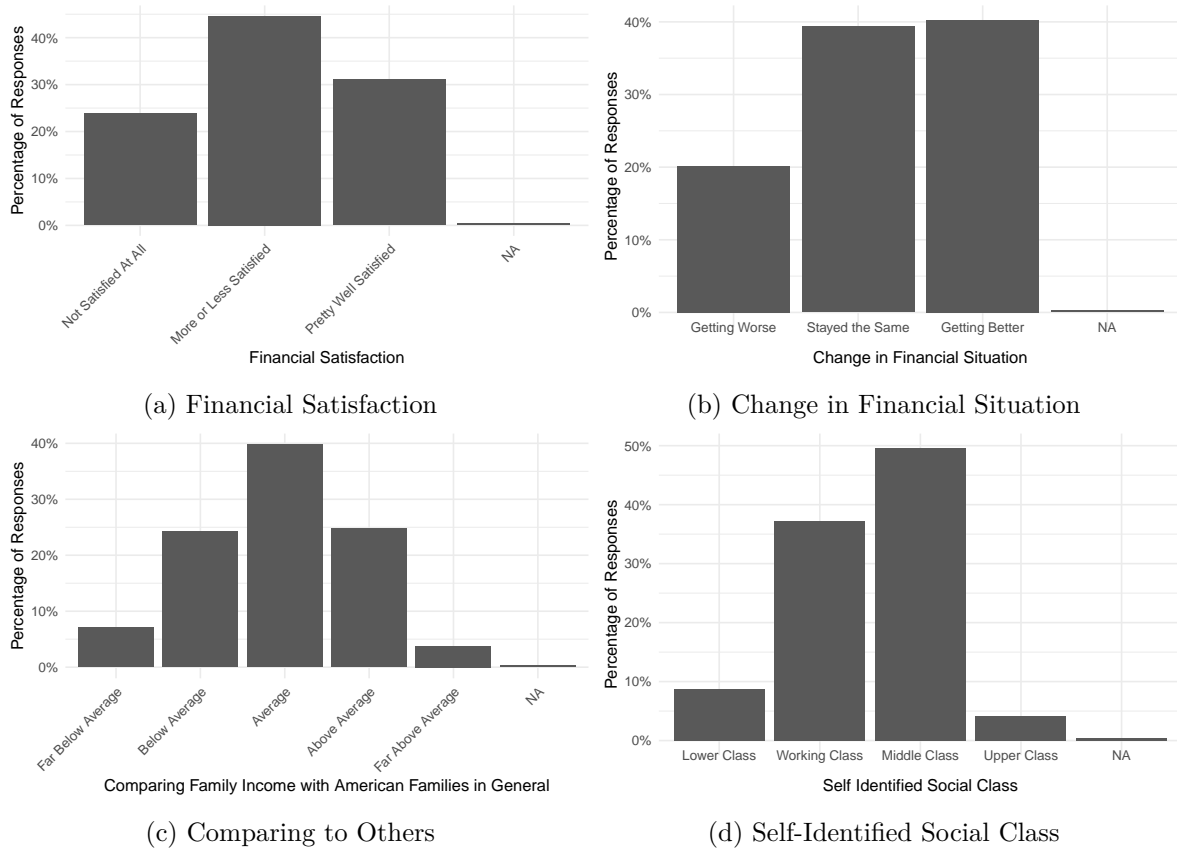 Percentage of Responses
40%
30%
20%
10%
0%
Not Satisfied At All
More or Less Satisfied
Pretty Well Satisfied
NA
Financial Satisfaction
(a) Financial Satisfaction
Percentage of Responses
40%
30%
20%
10%
0%
Getting Worse
Stayed the Same
Getting Better
NA
Change in Financial Situation
(b) Change in Financial Situation
Percentage of Responses
40%
30%
20%
10%
0%
Far Below Average
Below Average
Average
Above Average
Far Above Average
NA
Comparing Family Income with American Families in General
(c) Comparing to Others
Percentage of Responses
50%
40%
30%
20%
10%
0%
Lower Class
Working Class
Middle Class
Upper Class
NA
Self Identified Social Class
(d) Self-Identified Social Class